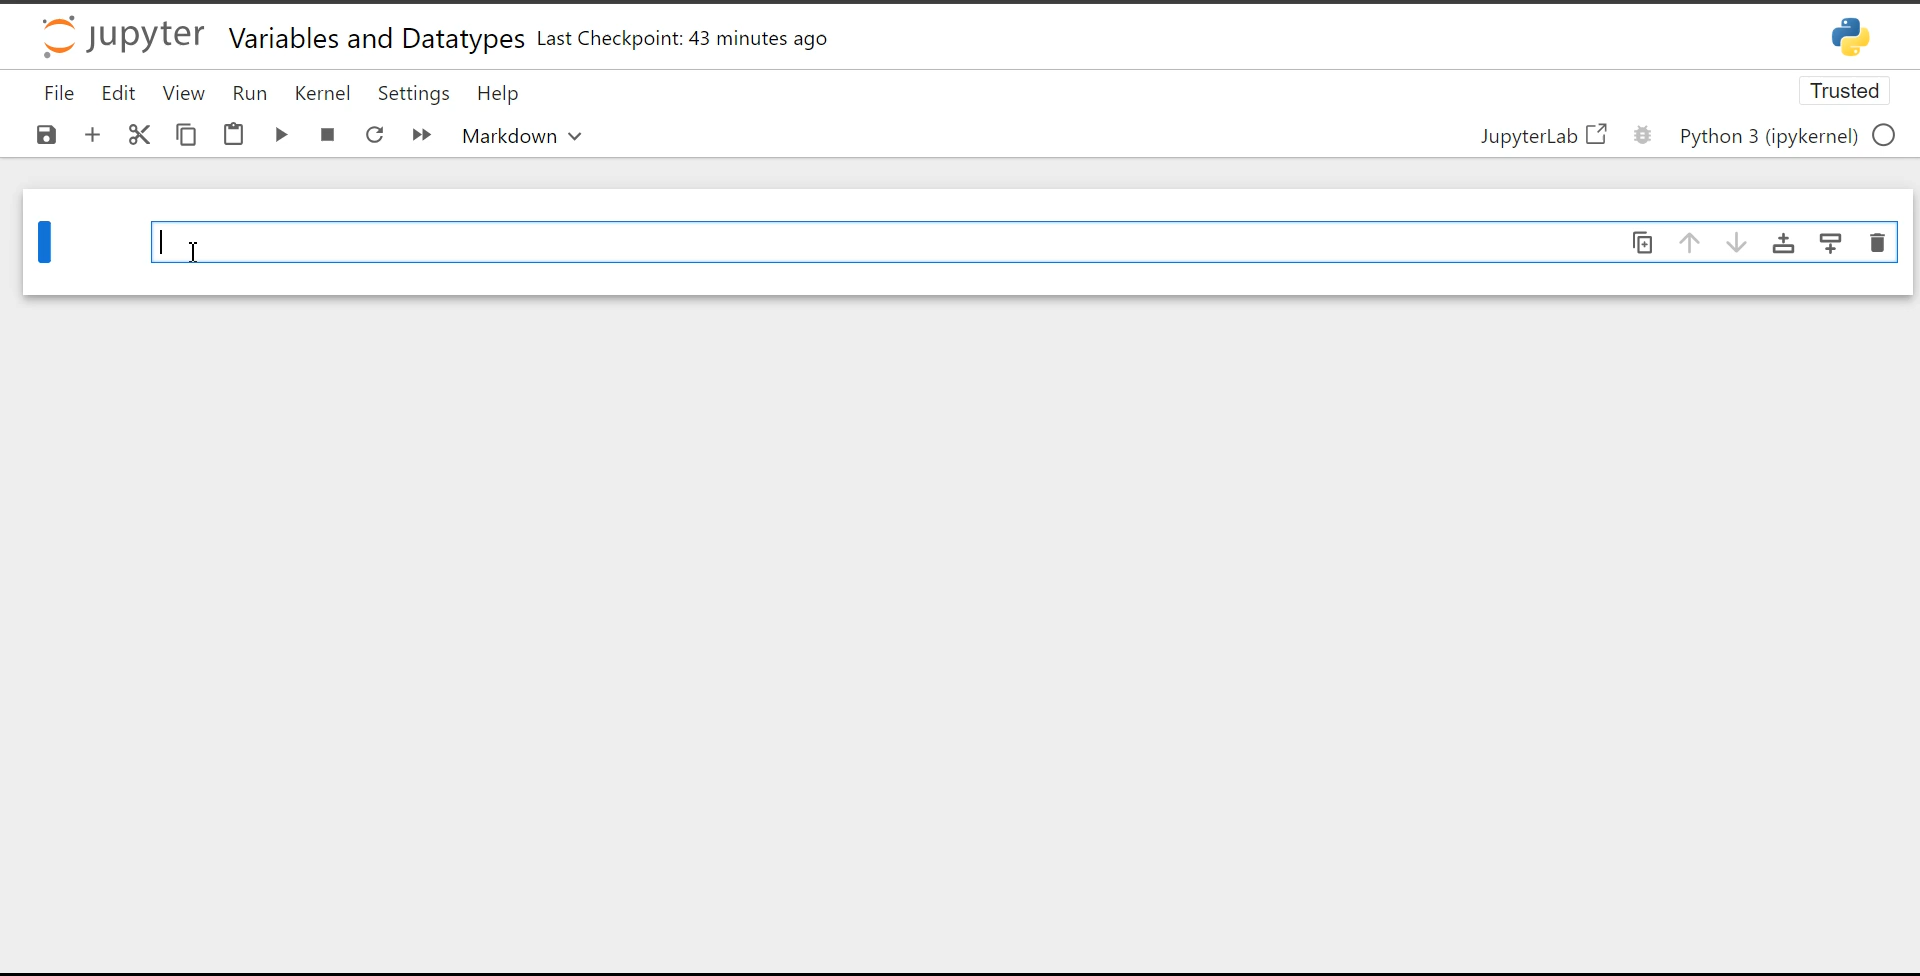 jupyter Variables and Datatypes Last Checkpoint: 43 minutes ago
File Edit View Run Kernel Settings Help Trusted
Markdown JupyterLab Python 3 (ipykernel)